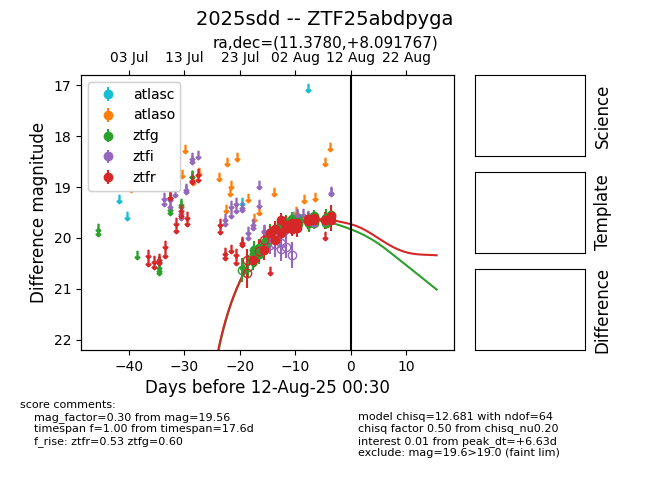 2025sdd -- ZTF25abdpyga
ra,dec=(11.3780,+8.091767)
03 Jul 13 Jul 23 Jul 02 Aug 12 Aug 22 Aug
17
18
19
20
21
22
Difference magnitude
atlasc
atlaso
ztfg
ztfi
ztfr
−40 −30 −20 −10 0 10
Days before 12-Aug-25 00:30
Science
Template
Difference
score comments:
mag_factor=0.30 from mag=19.56
timespan f=1.00 from timespan=17.6d
f_rise: ztfr=0.53 ztfg=0.60
model chisq=12.681 with ndof=64
chisq factor 0.50 from chisq_nu0.20
interest 0.01 from peak_dt=+6.63d
exclude: mag=19.6>19.0 (faint lim)